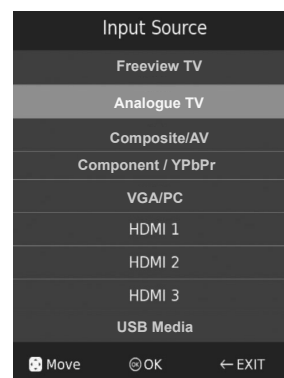 Input Source
Freeview TV
Analogue TV
Composite/AV
Component / YPbPr
VGA/PC
HDMI 1
HDMI 2
HDMI 3
USB Media
Move OK ← EXIT